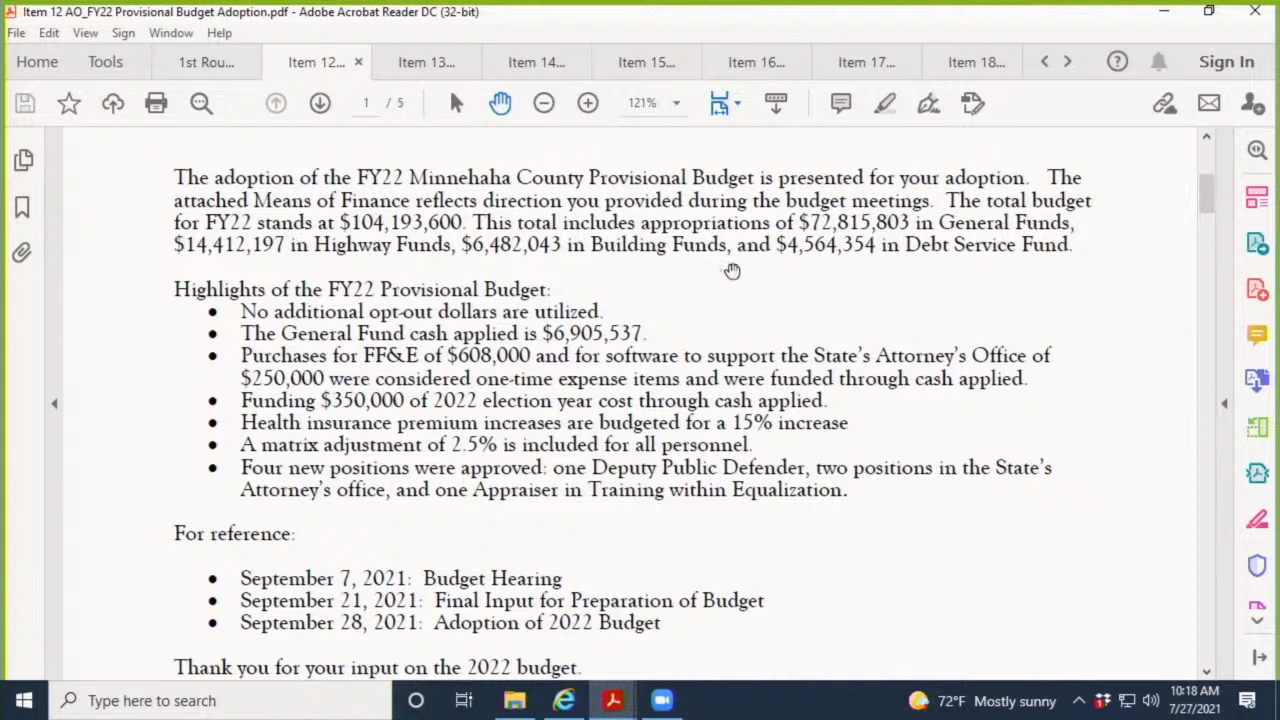 Item 12 AO_FY22 Provisional Budget Adoption.pdf - Adobe Acrobat Reader DC (32-bit)
File Edit View Sign Window Help
Home Tools 1st Rou... Item 12... × Item 13... Item 14... Item 15... Item 16... Item 17... Item 18... Sign In
1 / 5 121%
The adoption of the FY22 Minnehaha County Provisional Budget is presented for your adoption. The
attached Means of Finance reflects direction you provided during the budget meetings. The total budget
for FY22 stands at $104,193,600. This total includes appropriations of $72,815,803 in General Funds,
$14,412,197 in Highway Funds, $6,482,043 in Building Funds, and $4,564,354 in Debt Service Fund.
Highlights of the FY22 Provisional Budget:
• No additional opt-out dollars are utilized.
• The General Fund cash applied is $6,905,537.
• Purchases for FF&E of $608,000 and for software to support the State's Attorney's Office of
$250,000 were considered one-time expense items and were funded through cash applied.
• Funding $350,000 of 2022 election year cost through cash applied.
• Health insurance premium increases are budgeted for a 15% increase
• A matrix adjustment of 2.5% is included for all personnel.
• Four new positions were approved: one Deputy Public Defender, two positions in the State's
Attorney's office, and one Appraiser in Training within Equalization.
For reference:
• September 7, 2021: Budget Hearing
• September 21, 2021: Final Input for Preparation of Budget
• September 28, 2021: Adoption of 2022 Budget
Thank you for your input on the 2022 budget.
Type here to search
72°F Mostly sunny
10:18 AM
7/27/2021